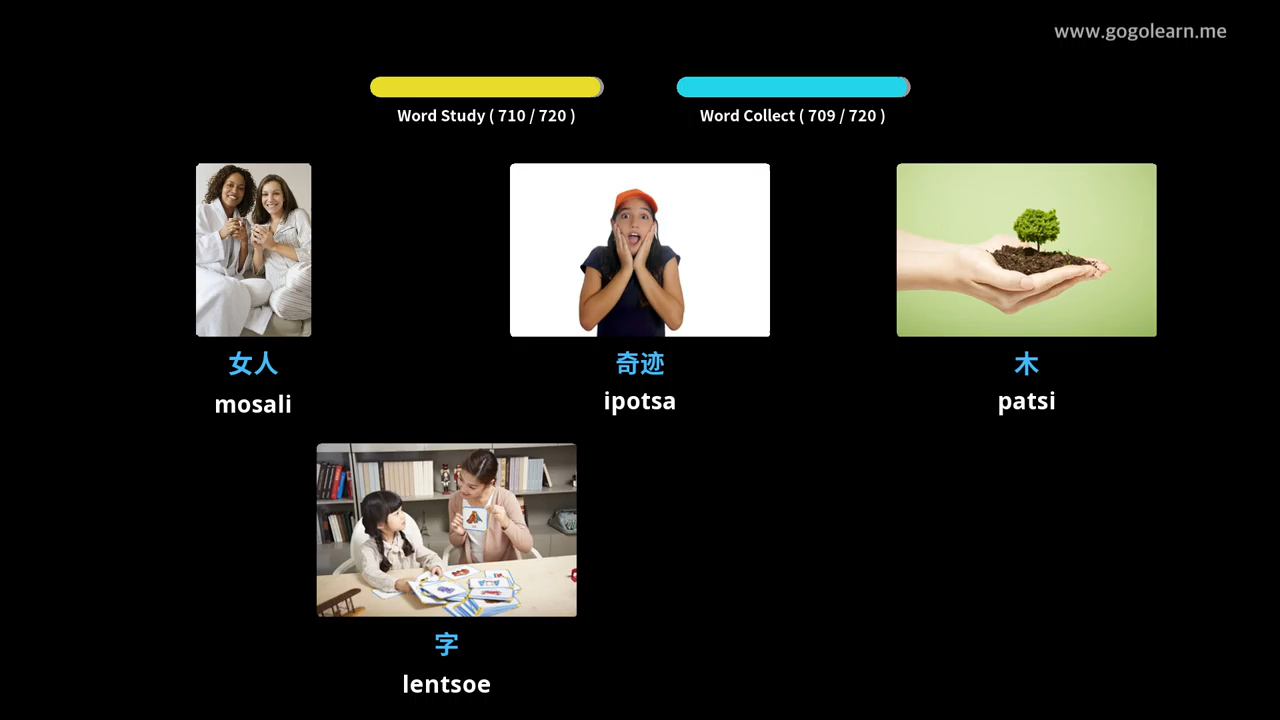 www.gogolearn.me
Word Study ( 710 / 720 )
Word Collect ( 709 / 720 )
女人
mosali
奇迹
ipotsa
木
patsi
字
lentsoe